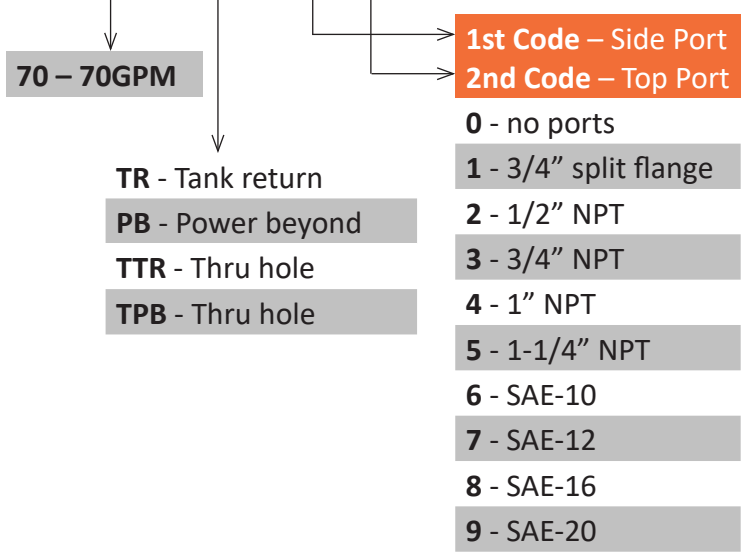 70 – 70GPM
TR - Tank return
PB - Power beyond
TTR - Thru hole
TPB - Thru hole
1st Code – Side Port
2nd Code – Top Port
0 - no ports
1 - 3/4” split flange
2 - 1/2” NPT
3 - 3/4” NPT
4 - 1” NPT
5 - 1-1/4” NPT
6 - SAE-10
7 - SAE-12
8 - SAE-16
9 - SAE-20